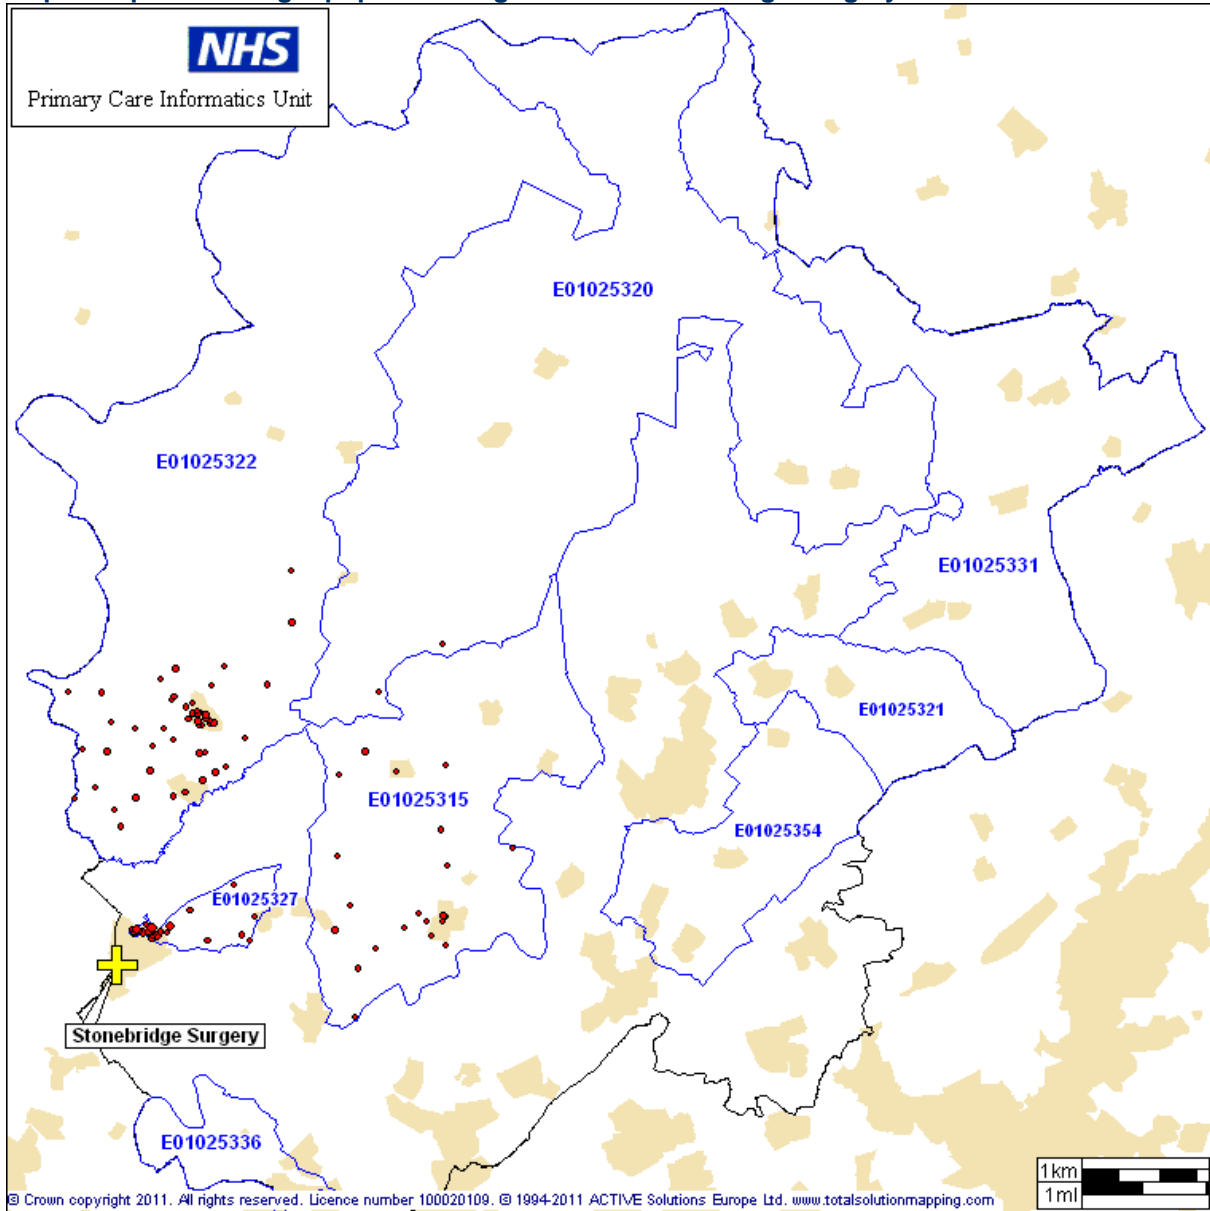 NHS
Primary Care Informatics Unit
E01025320
E01025322
E01025331
E01025321
E01025315
E01025354
E01025327
Stonebridge Surgery
E01025336
1km
1ml
© Crown copyright 2011. All rights reserved. Licence number 100020109. © 1994-2011 ACTIVE Solutions Europe Ltd. www.totalsolutionmapping.com